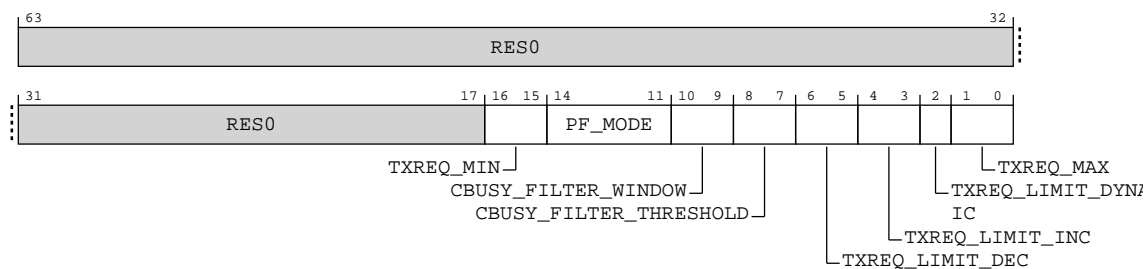 63 32
RES0
31 17 16 15 14 11 10 9 8 7 6 5 4 3 2 1 0
RES0 PF_MODE
TXREQ_MIN TXREQ_MAX
CBUSY_FILTER_WINDOW TXREQ_LIMIT_DYNA
CBUSY_FILTER_THRESHOLD IC
TXREQ_LIMIT_INC
TXREQ_LIMIT_DEC